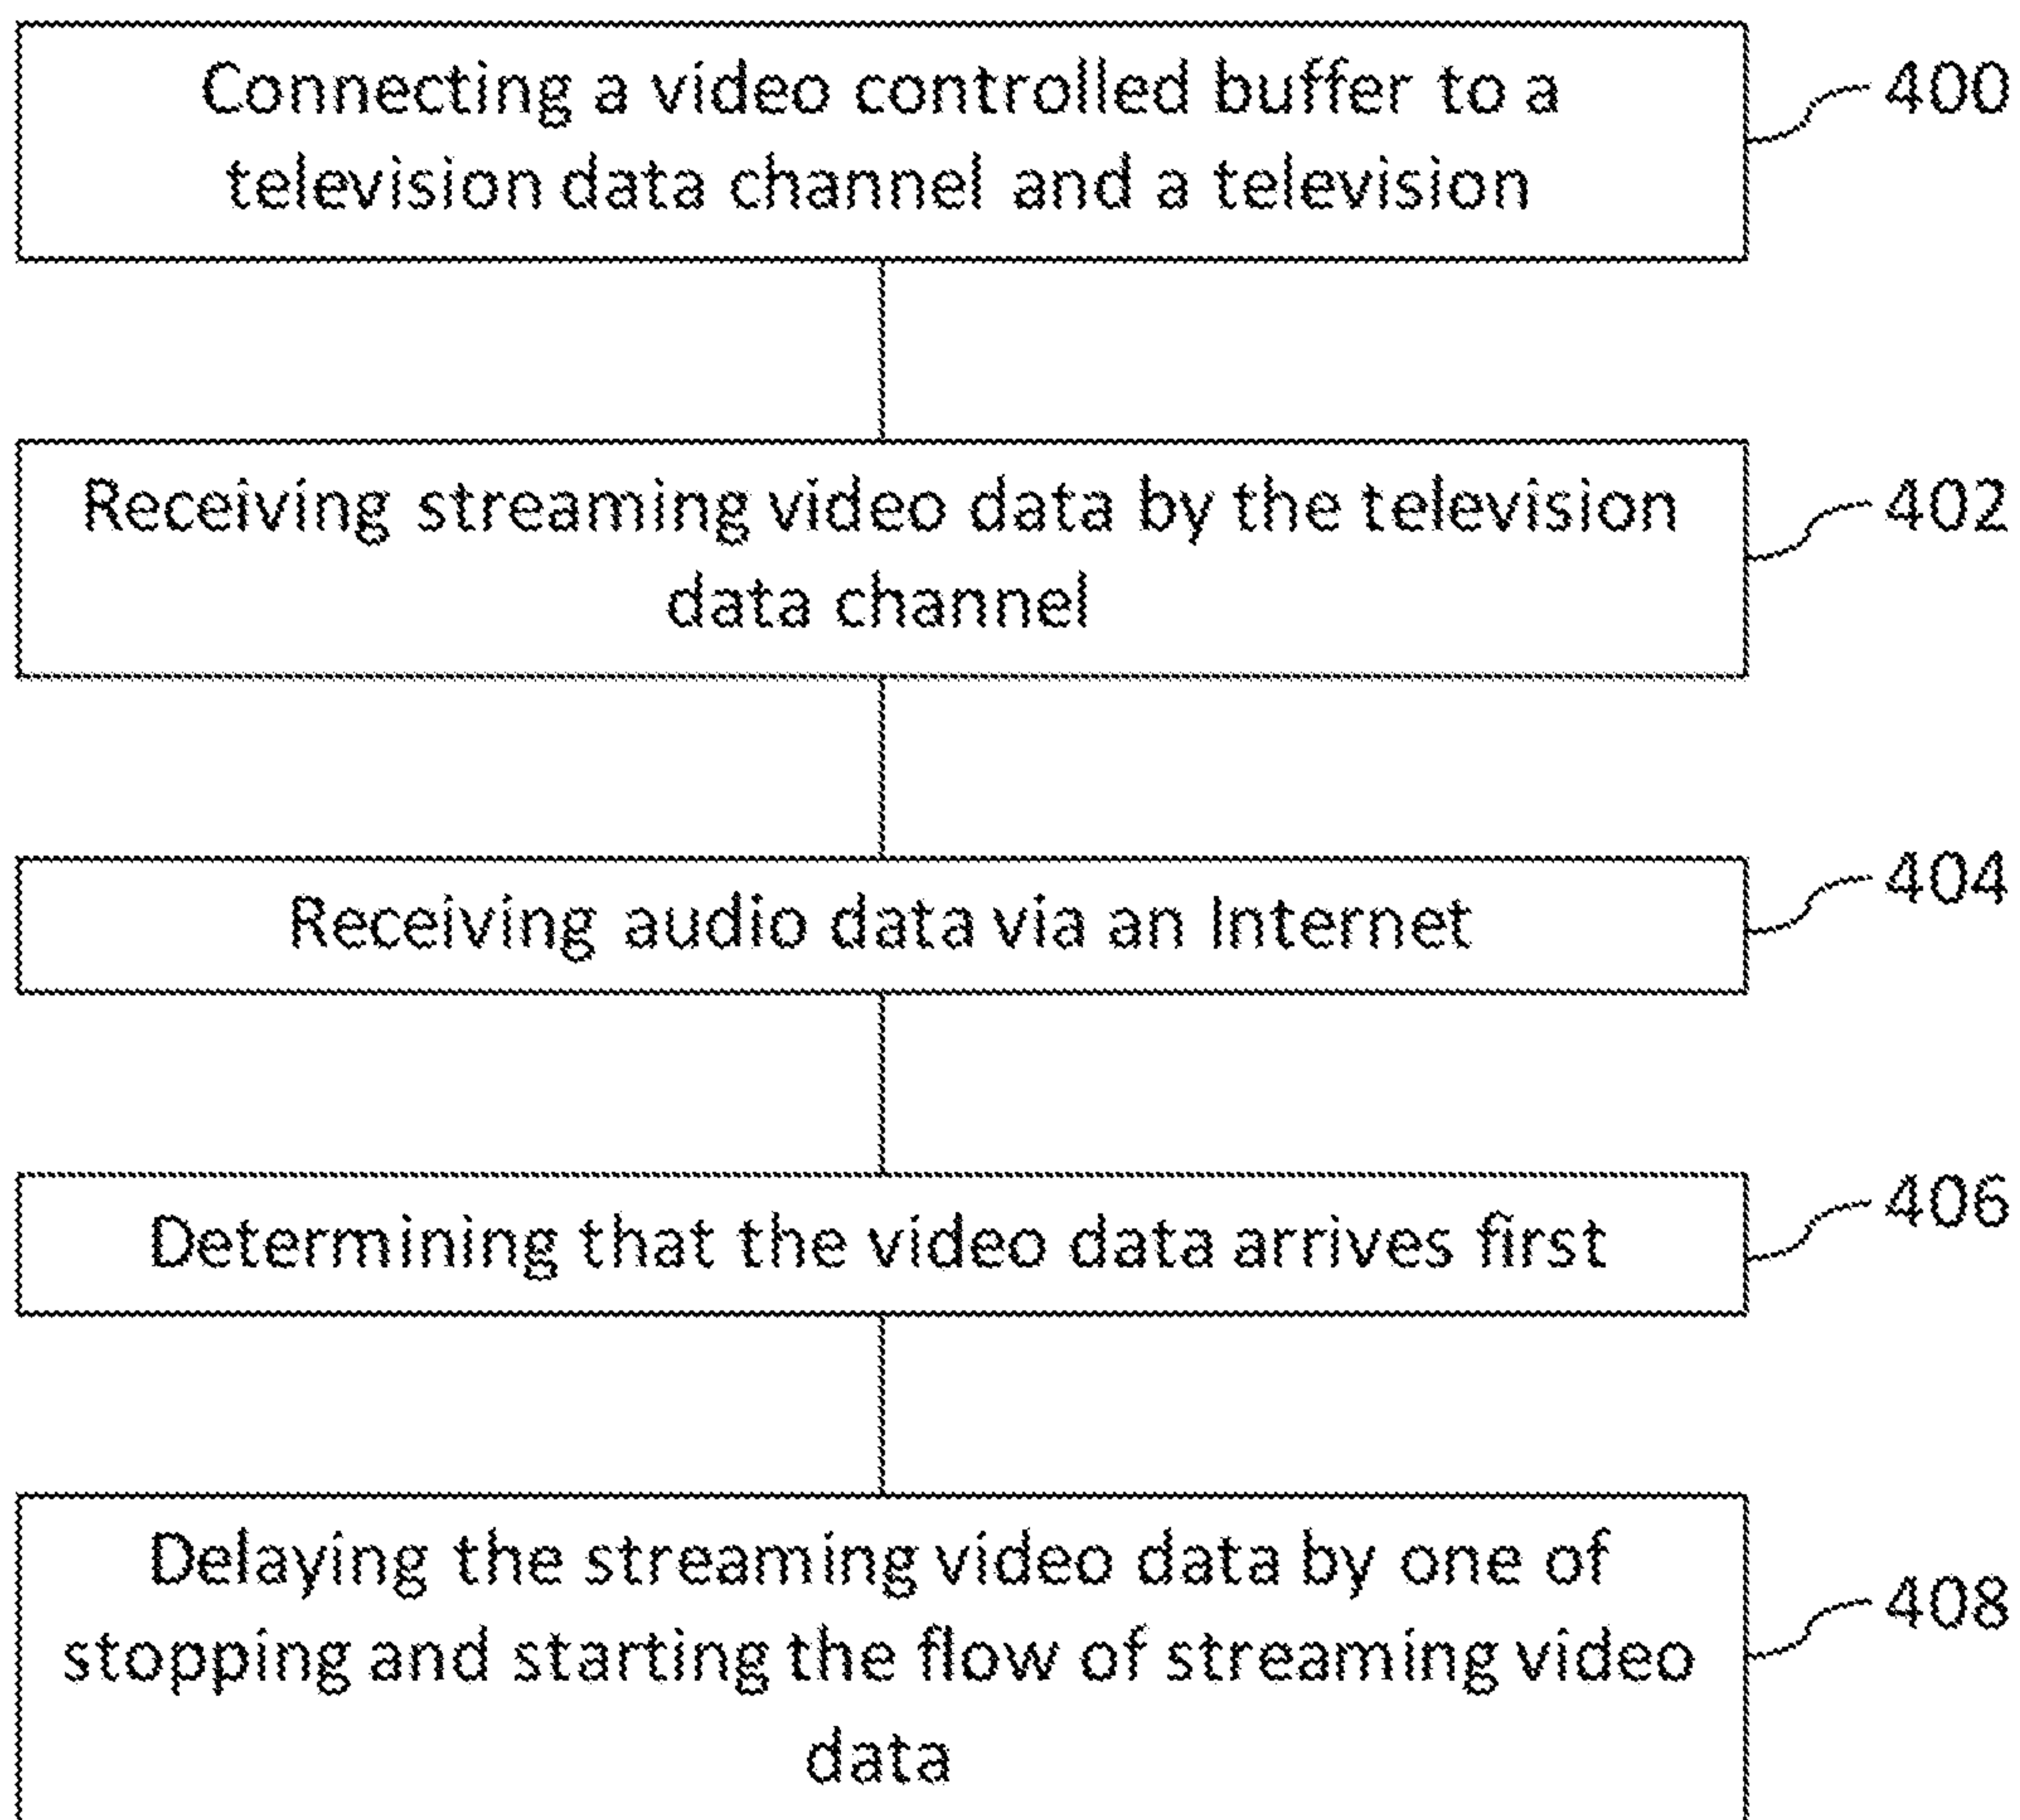 Connecting a video controlled buffer to a
television data channel and a television
400
Receiving streaming video data by the television
data channel
402
Receiving audio data via an Internet
404
Determining that the video data arrives first
406
Delaying the streaming video data by one of
stopping and starting the flow of streaming video
data
408